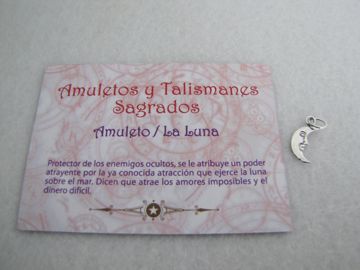 Amuletos y Talismanes
Sagrados
Amuleto / La Luna
Protector de los enemigos ocultos, se le atribuye un poder
atrayente por la ya conocida atracción que ejerce la luna
sobre el mar. Dicen que atrae los amores imposibles y el
dinero difícil.